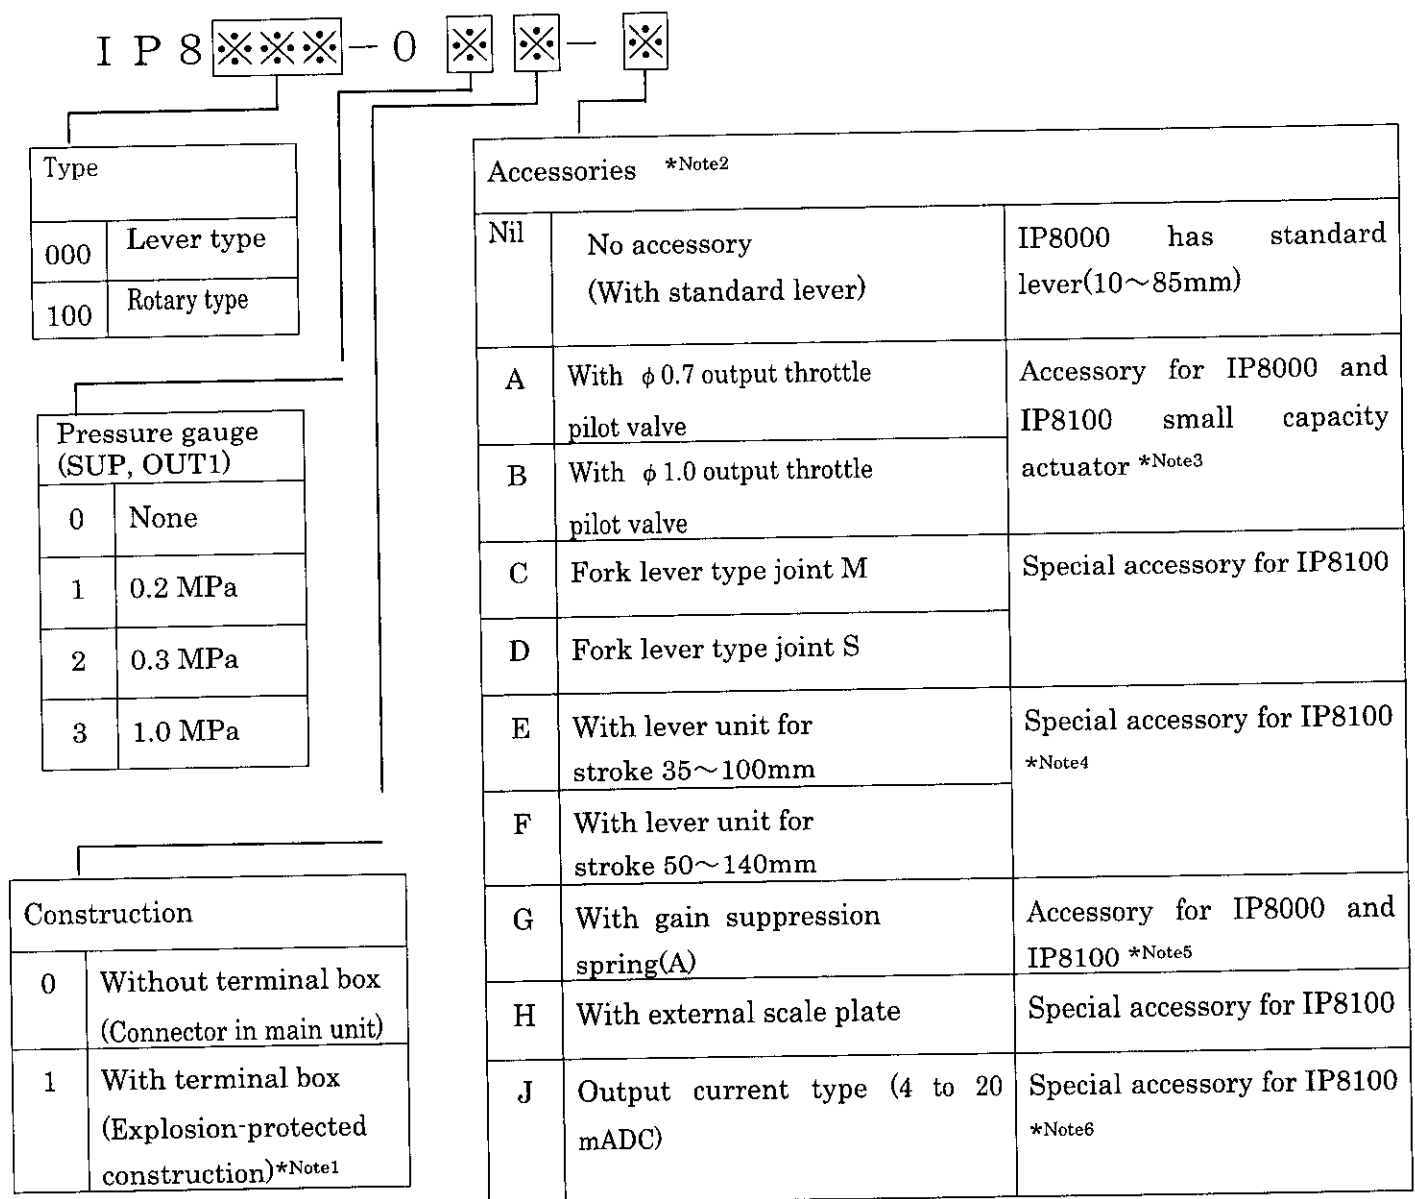 IP8※※※-0 ※ ※- ※
Type
000 Lever type
100 Rotary type
Pressure gauge
(SUP, OUT1)
0 None
1 0.2 MPa
2 0.3 MPa
3 1.0 MPa
Construction
0 Without terminal box
(Connector in main unit)
1 With terminal box
(Explosion-protected
construction)*Note1
Accessories *Note2
Nil No accessory
(With standard lever)
IP8000 has standard
lever(10～85mm)
A With φ0.7 output throttle
pilot valve
B With φ1.0 output throttle
pilot valve
Accessory for IP8000 and
IP8100 small capacity
actuator *Note3
C Fork lever type joint M
D Fork lever type joint S
Special accessory for IP8100
E With lever unit for
stroke 35～100mm
F With lever unit for
stroke 50～140mm
Special accessory for IP8100
*Note4
G With gain suppression
spring(A)
Accessory for IP8000 and
IP8100 *Note5
H With external scale plate
Special accessory for IP8100
J Output current type (4 to 20
mADC)
Special accessory for IP8100
*Note6